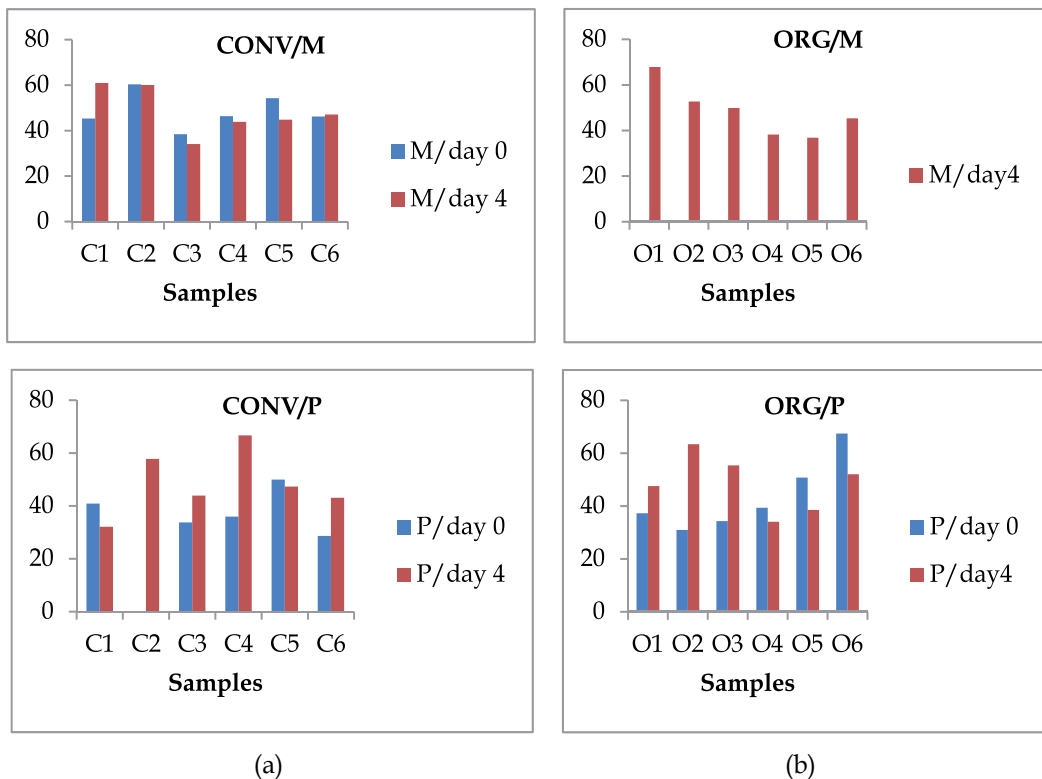 CONV/M
80
60
40
20
0
C1 C2 C3 C4 C5 C6
Samples
M/day 0
M/day 4
ORG/M
80
60
40
20
0
O1 O2 O3 O4 O5 O6
Samples
M/day4
CONV/P
80
60
40
20
0
C1 C2 C3 C4 C5 C6
Samples
P/day 0
P/day 4
ORG/P
80
60
40
20
0
O1 O2 O3 O4 O5 O6
Samples
P/day 0
P/day4
(a)
(b)